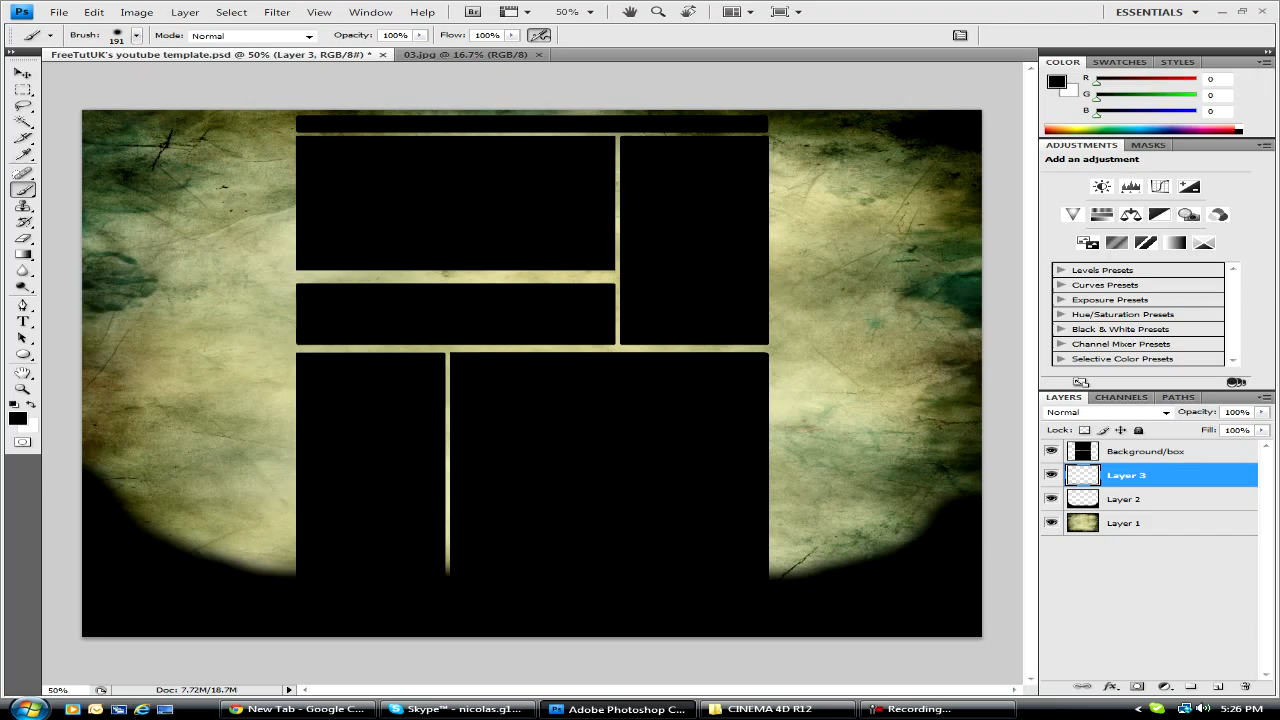 Ps File Edit Image Layer Select Filter View Window Help Br 50% ESSENTIALS
Brush: 191 Mode: Normal Opacity: 100% Flow: 100%
FreeTutUK's youtube template.psd @ 50% (Layer 3, RGB/8#) * 03.jpg @ 16.7% (RGB/8)
COLOR SWATCHES STYLES
R 0
G 0
B 0
ADJUSTMENTS MASKS
Add an adjustment
Levels Presets
Curves Presets
Exposure Presets
Hue/Saturation Presets
Black & White Presets
Channel Mixer Presets
Selective Color Presets
LAYERS CHANNELS PATHS
Normal Opacity: 100%
Lock: Fill: 100%
Background/box
Layer 3
Layer 2
Layer 1
50% Doc: 7.72M/18.7M
New Tab - Google C... Skype™ - nicolas.g1... Adobe Photoshop C... CINEMA 4D R12 Recording... 5:26 PM